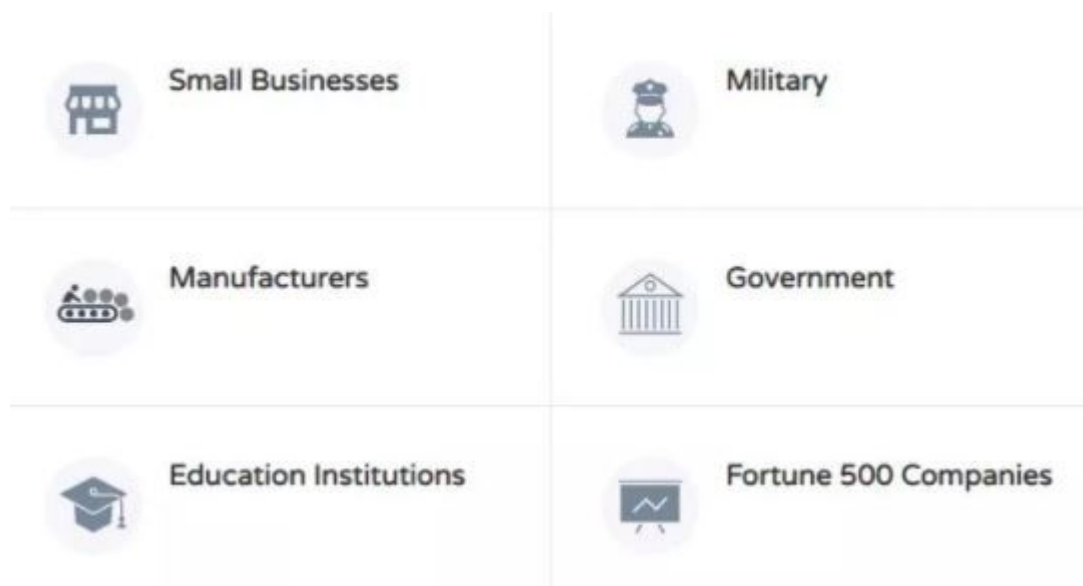 Small Businesses
Military
Manufacturers
Government
Education Institutions
Fortune 500 Companies